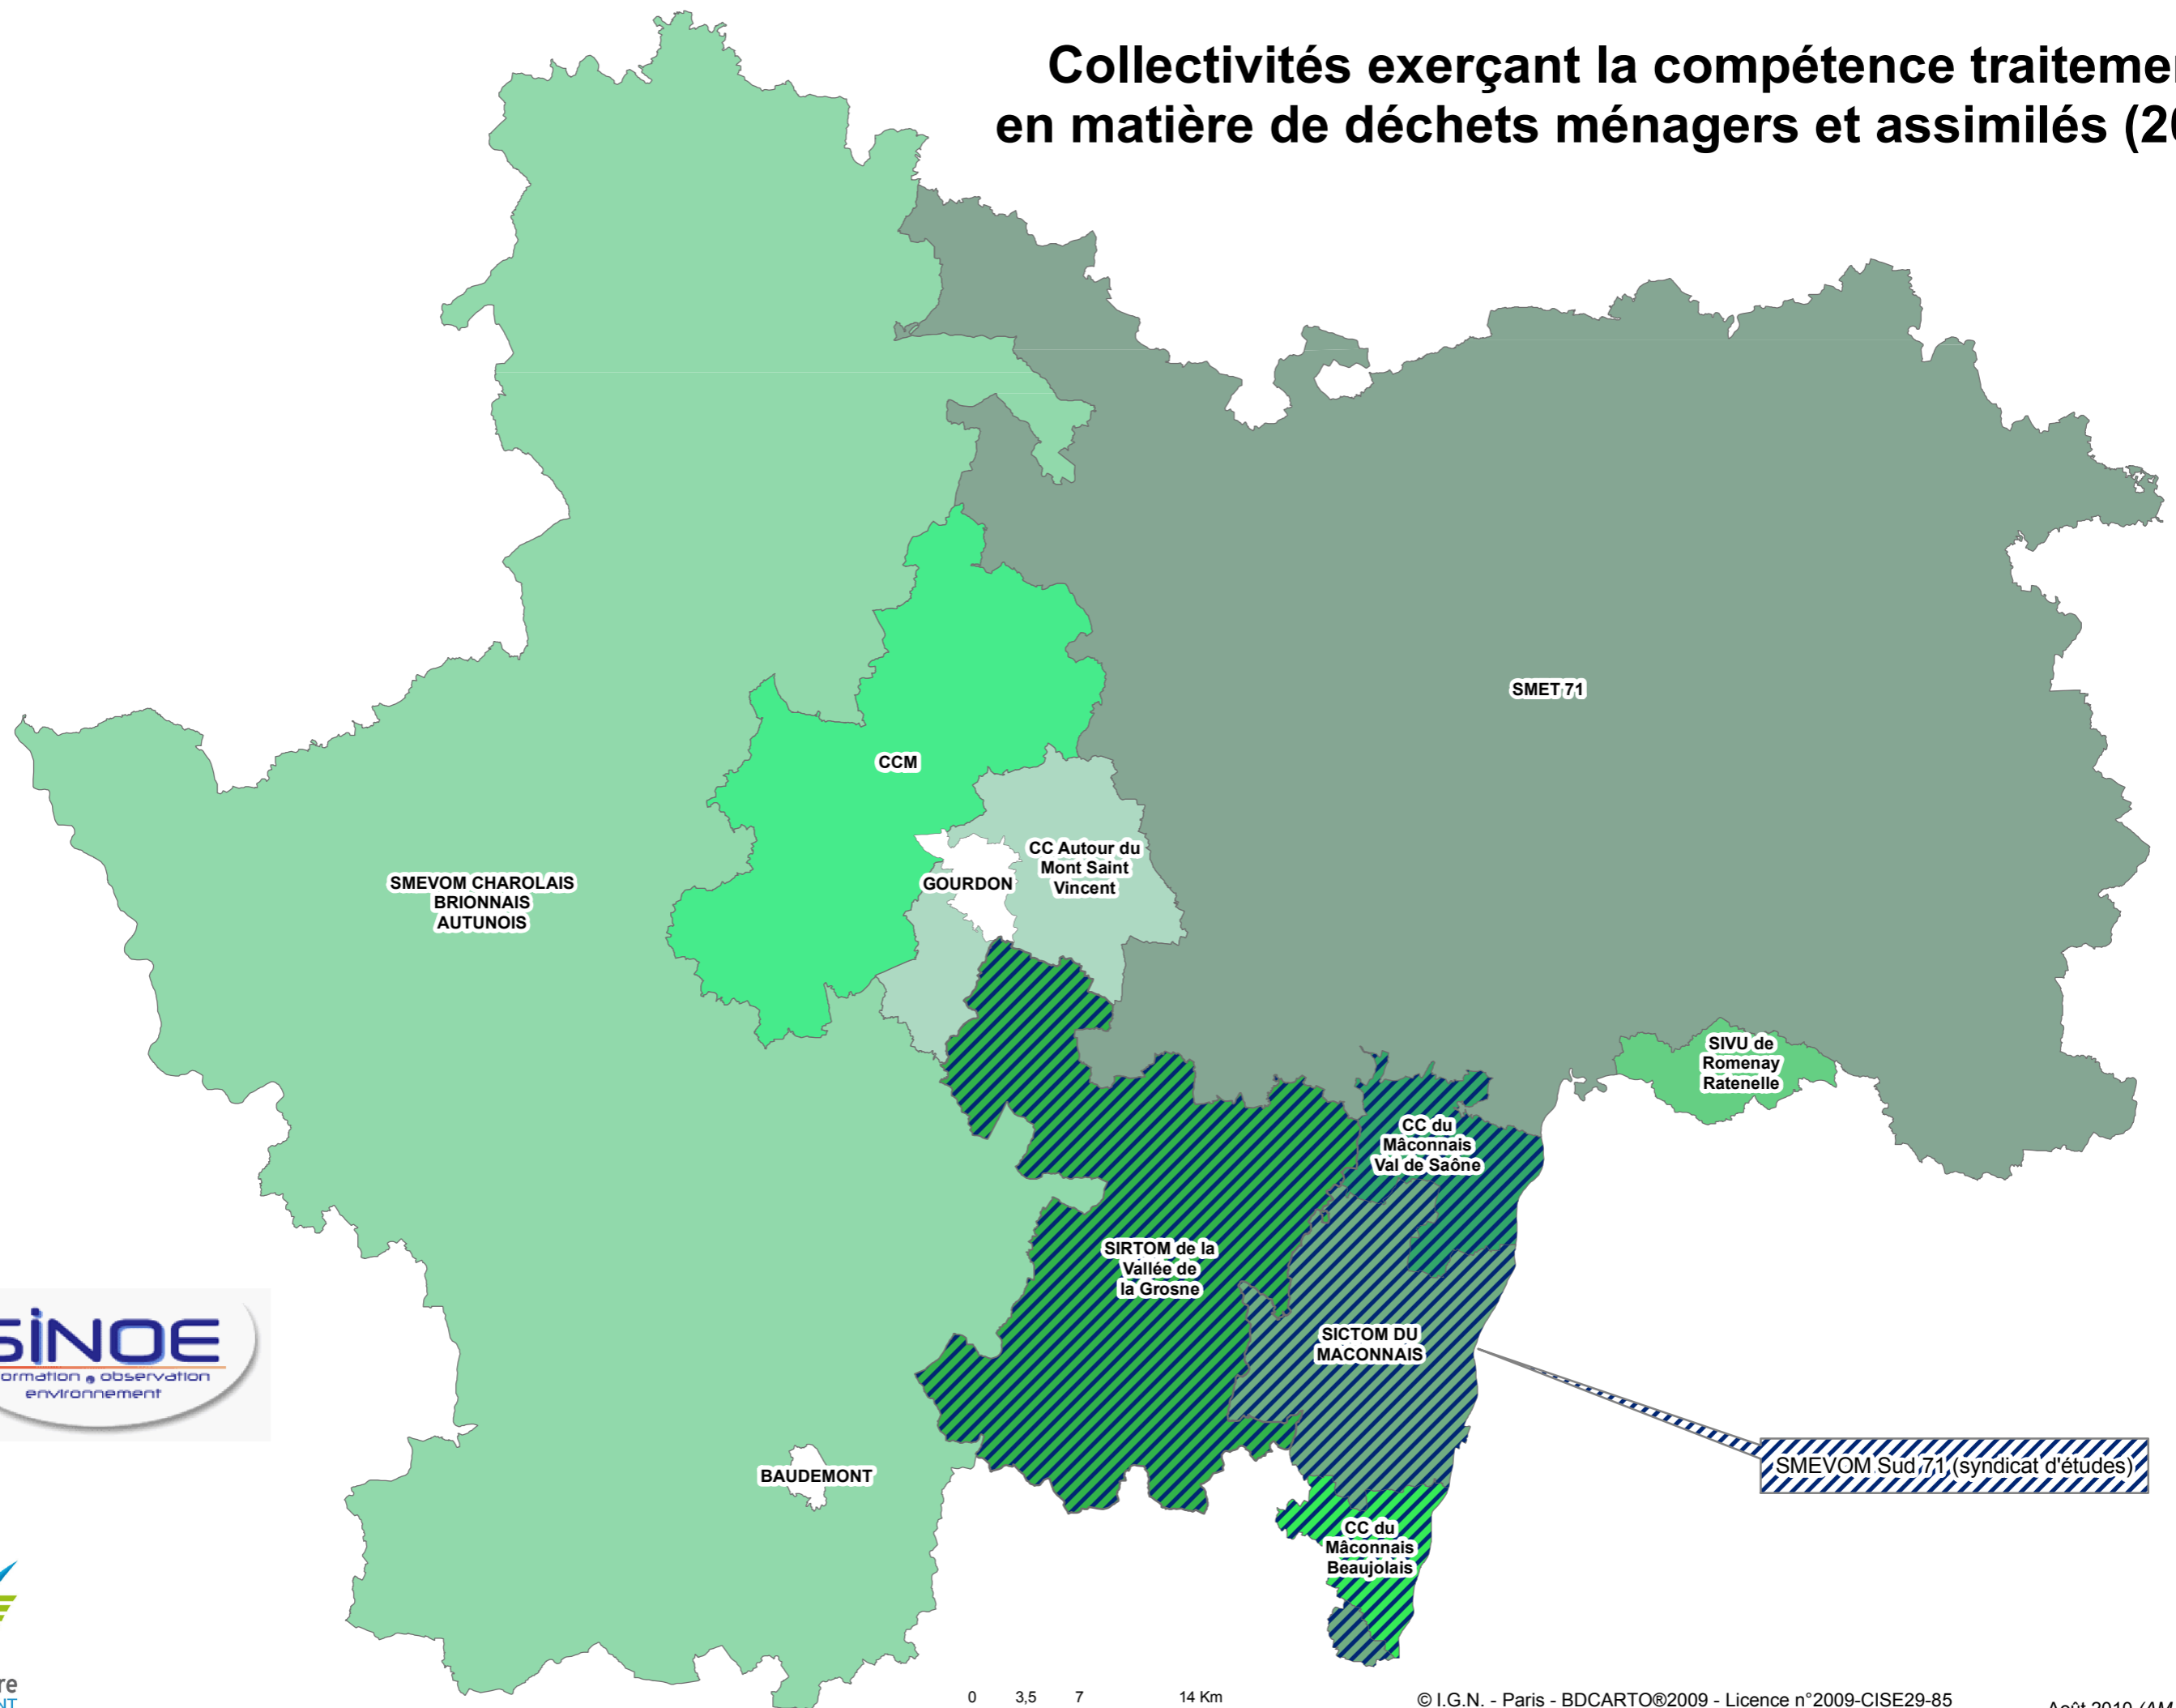 Collectivités exerçant la compétence
en matière de déchets ménagers et assimilés
SMET 71
CCM
CC Autour du
Mont Saint
Vincent
GOURDON
SMEVOM CHAROLAIS
BRIONNAIS
AUTUNOIS
SIVU de
Romenay
Ratenelle
CC du
Mâconnais
Val de Saône
SIRTOM de la
Vallée de
la Grosne
SICTOM DU
MACONNAIS
SINOE
observation
environnement
SMEVOM Sud 71 (syndicat d'études)
BAUDEMONT
CC du
Mâconnais
Beaujolais
0 3,5 7 14 Km
© I.G.N. - Paris - BDCARTO®2009 - Licence n°2009-CISE29-85
Août 2010